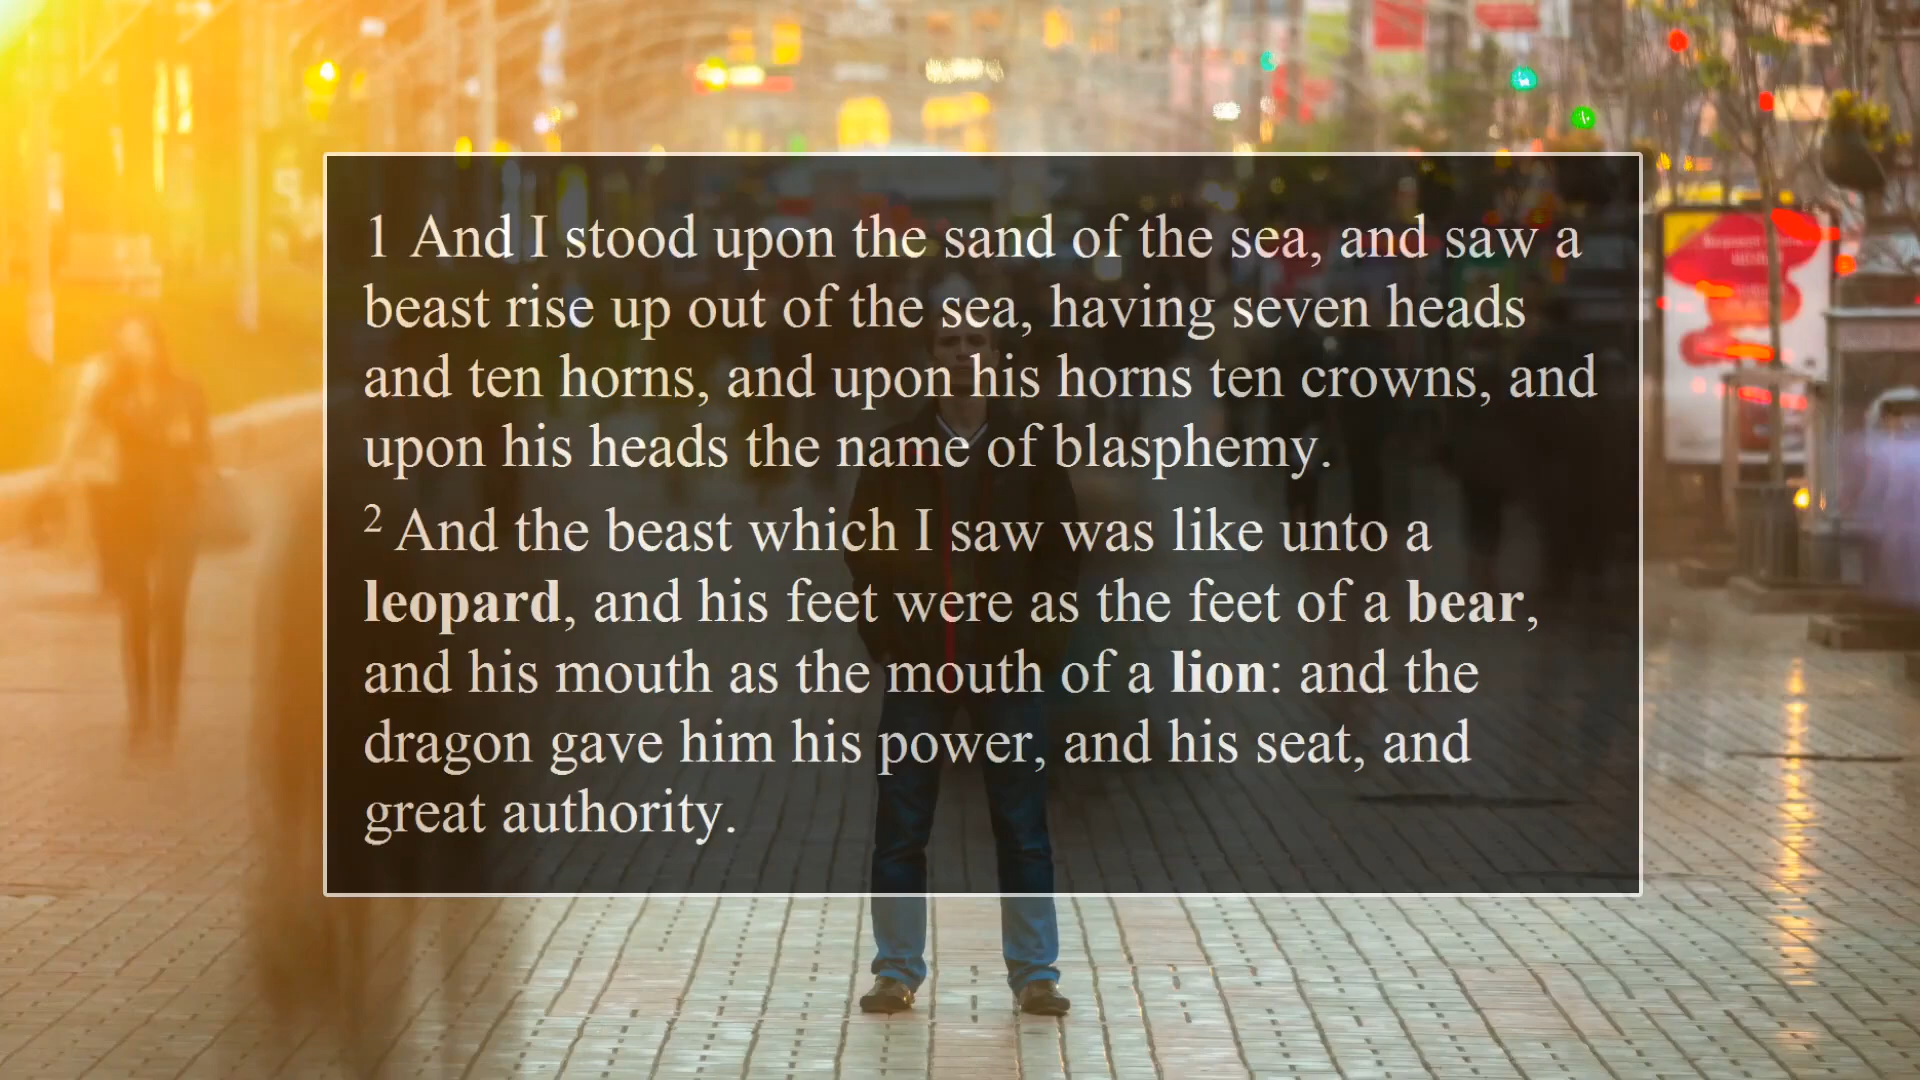 1 And I stood upon the sand of the sea, and saw a
beast rise up out of the sea, having seven heads
and ten horns, and upon his horns ten crowns, and
upon his heads the name of blasphemy.
2 And the beast which I saw was like unto a
leopard, and his feet were as the feet of a bear,
and his mouth as the mouth of a lion: and the
dragon gave him his power, and his seat, and
great authority.